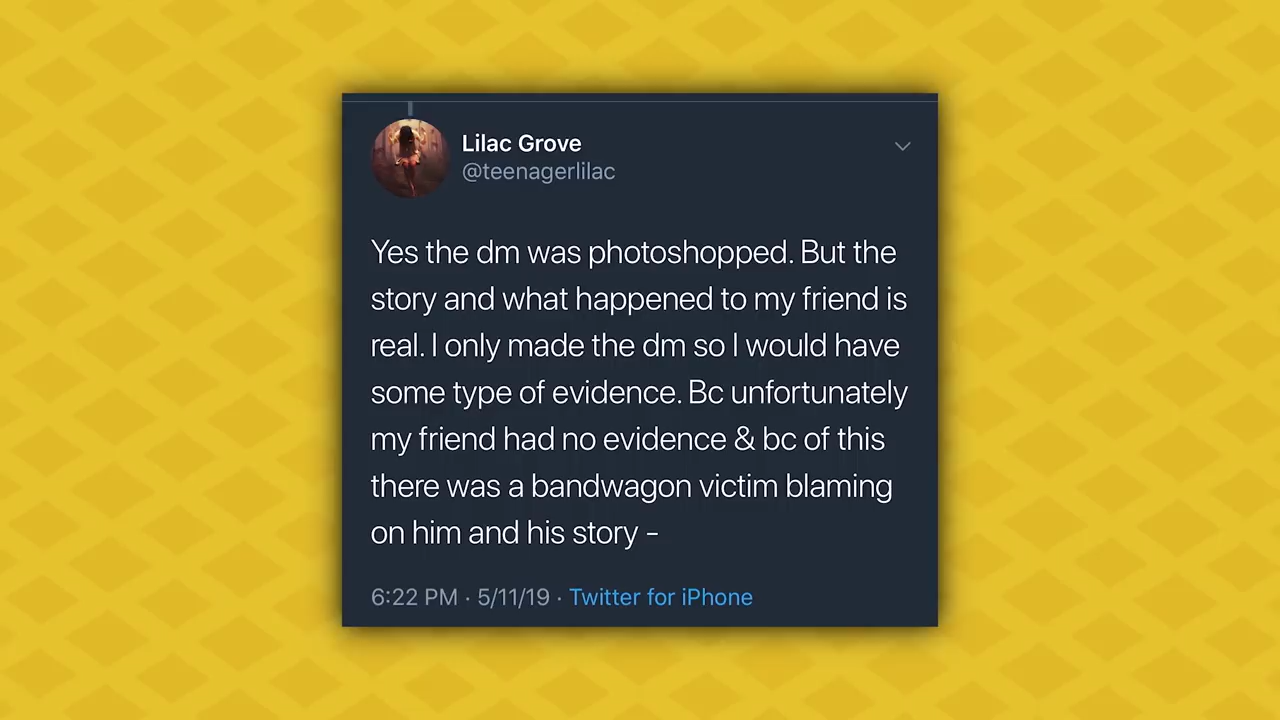 Lilac Grove
@teenagerlilac
Yes the dm was photoshopped. But the
story and what happened to my friend is
real. I only made the dm so I would have
some type of evidence. Bc unfortunately
my friend had no evidence & bc of this
there was a bandwagon victim blaming
on him and his story -
6:22 PM · 5/11/19 · Twitter for iPhone